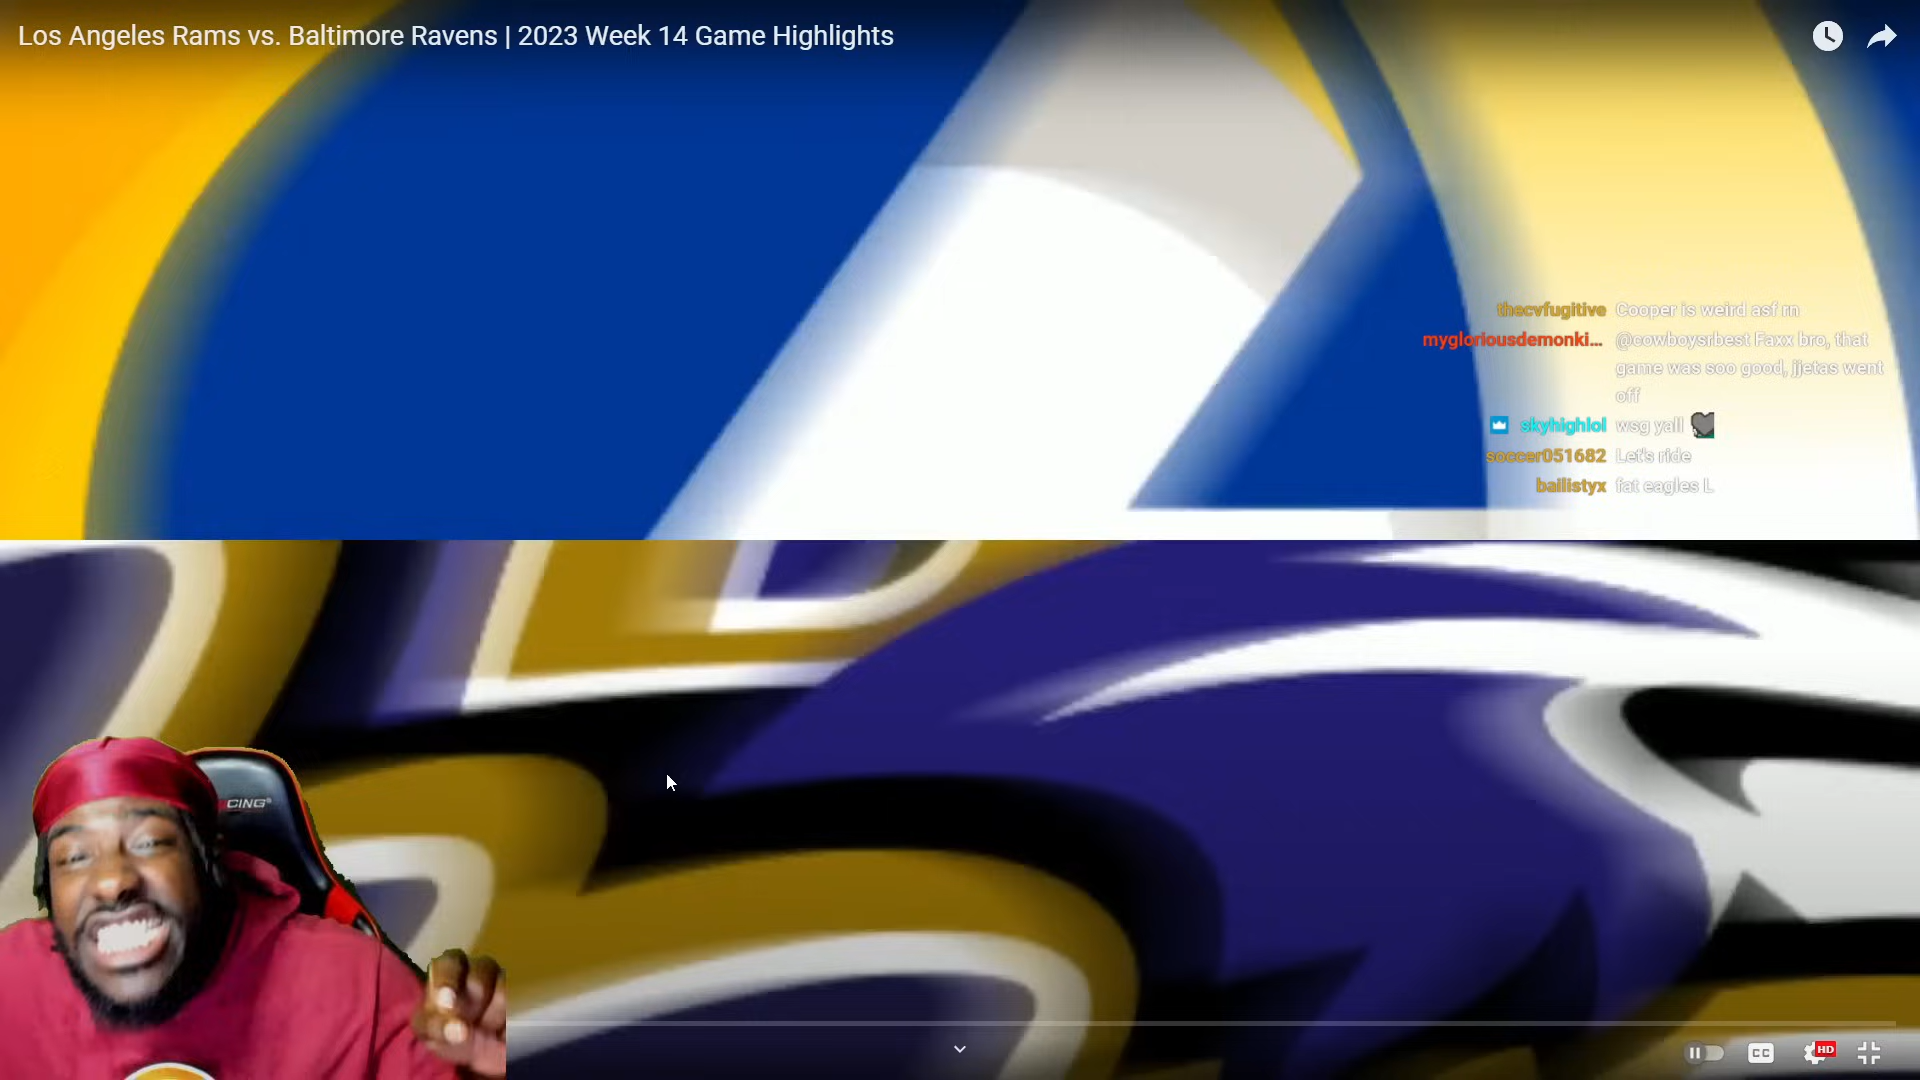 Los Angeles Rams vs. Baltimore Ravens | 2023 Week 14 Game Highlights
thecvfugitive Cooper is weird asf rn
mygloriousdemonki... @cowboysrbest Faxx bro, that
game was soo good, jjetas went
off
skyhighlol wsg yall
soccer051682 Let's ride
bailistyx fat eagles L
CING®
CC
HD